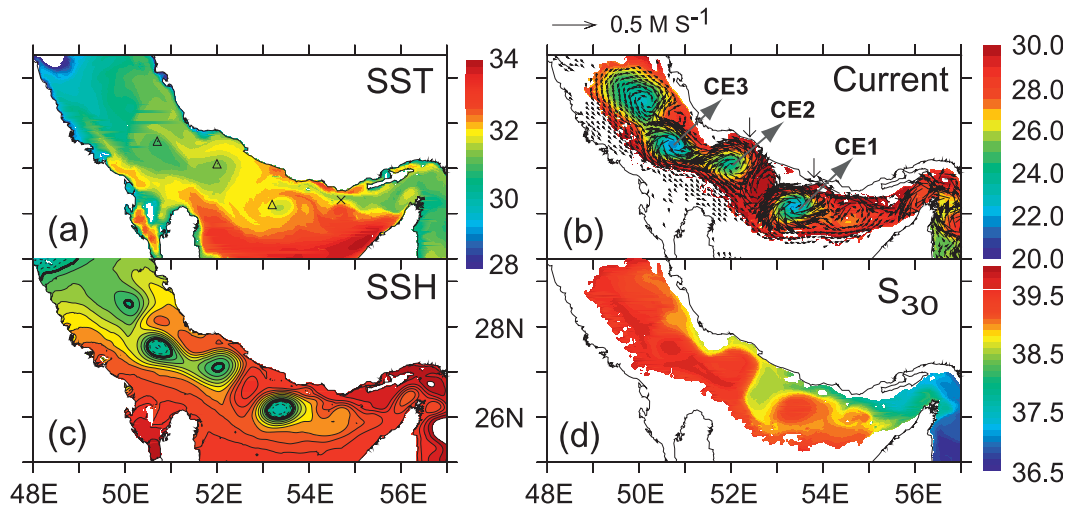 0.5 M S-1
34
32
30
28
SST
(a)
CE3
CE2
CE1
Current
(b)
30.0
28.0
26.0
24.0
22.0
20.0
SSH
(c)
28N
26N
S30
(d)
39.5
38.5
37.5
36.5
48E 50E 52E 54E 56E
48E 50E 52E 54E 56E